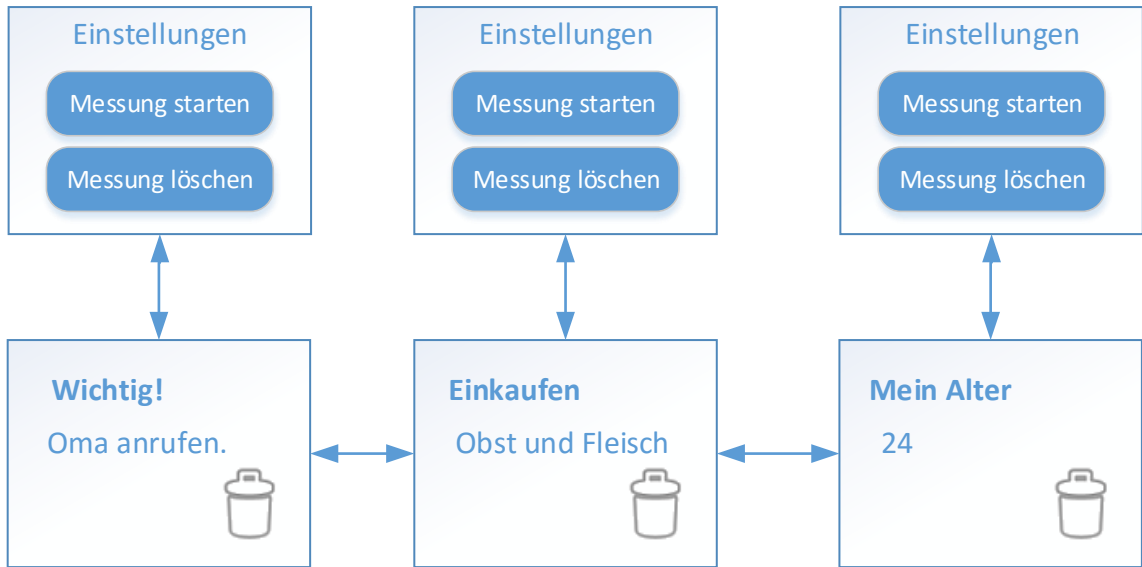 Einstellungen
Messung starten
Messung löschen
Einstellungen
Messung starten
Messung löschen
Einstellungen
Messung starten
Messung löschen
Wichtig!
Oma anrufen.
Einkaufen
Obst und Fleisch
Mein Alter
24